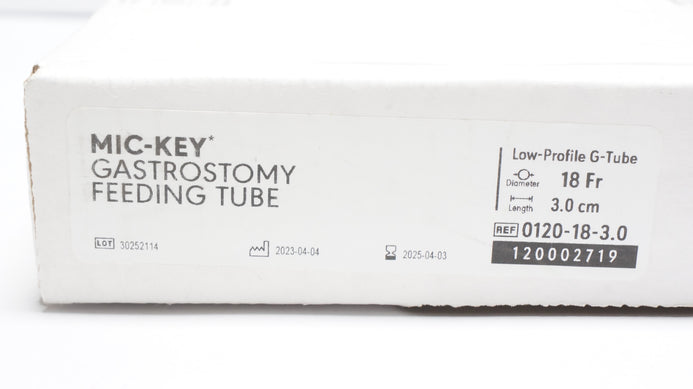 MIC-KEY*
GASTROSTOMY
FEEDING TUBE
LOT 30252114
2023-04-04
2025-04-03
Low-Profile G-Tube
Diameter 18 Fr
Length 3.0 cm
REF 0120-18-3.0
120002719